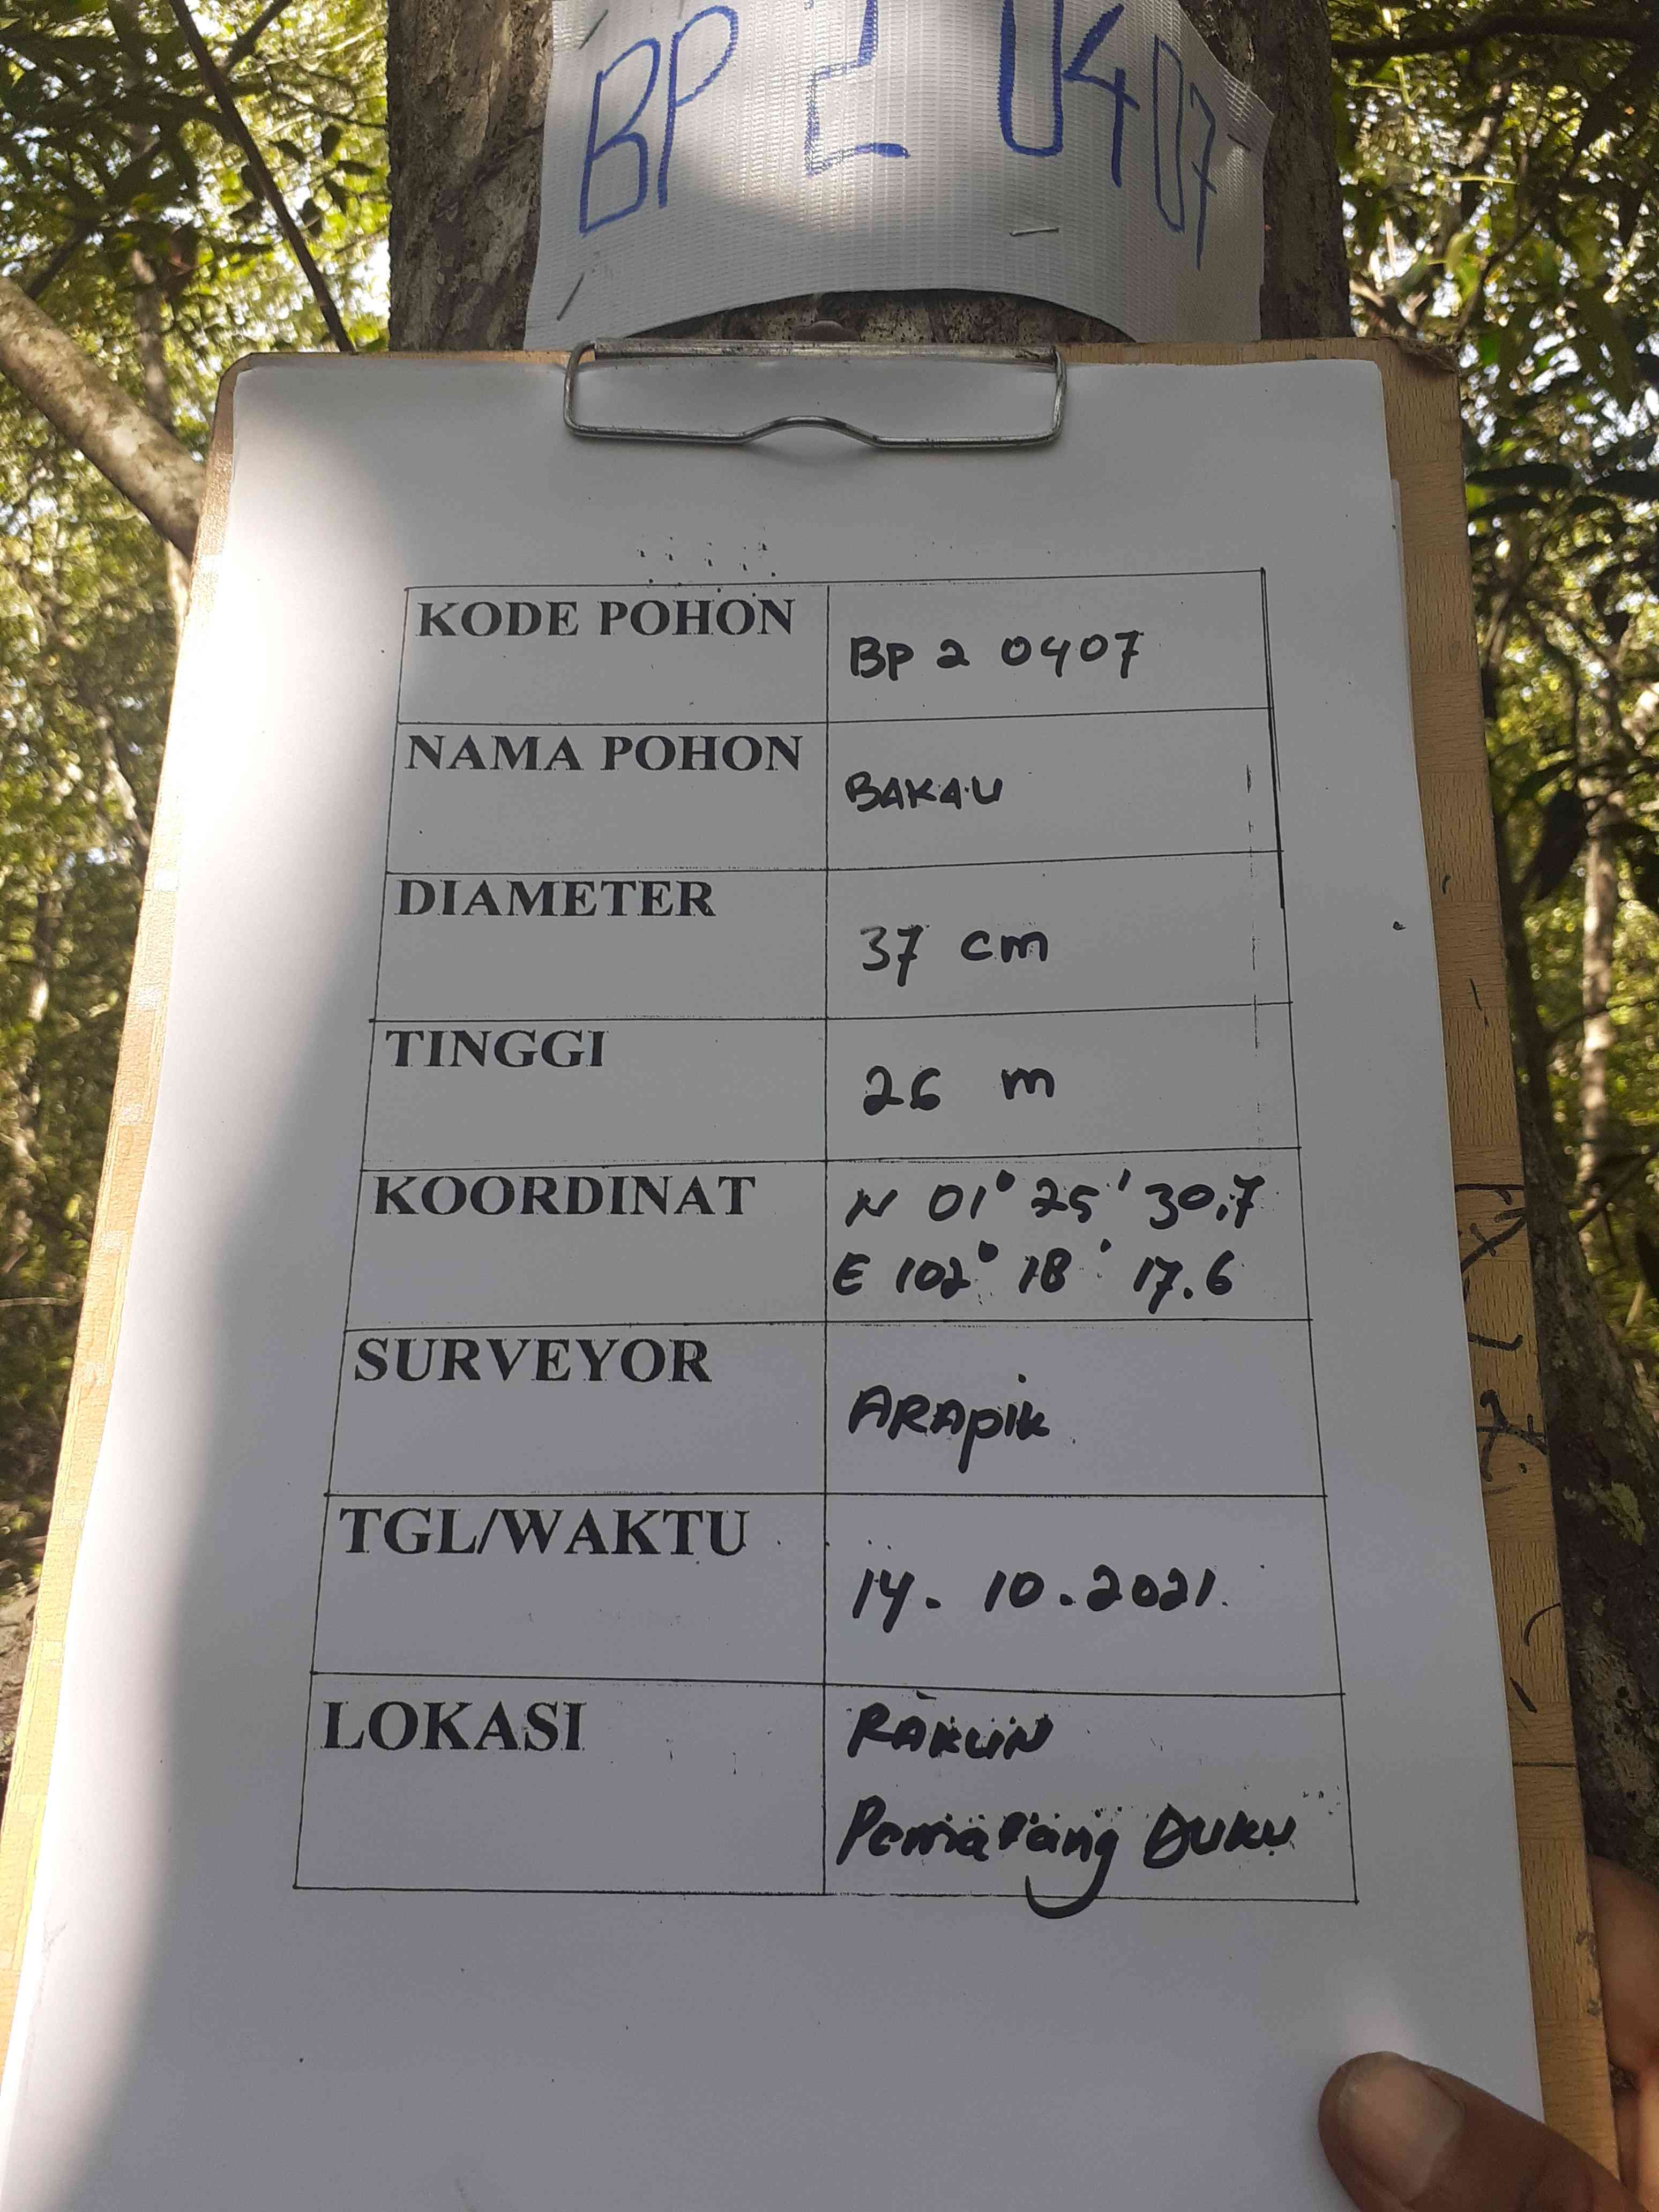 BP 2 0407
KODE POHON
BP 2 0407
NAMA POHON
BAKAU
DIAMETER
37 cm
TINGGI
26 m
KOORDINAT
N 01° 25' 30,7
E 102° 18' 17.6
SURVEYOR
ARApik
TGL/WAKTU
14. 10. 2021.
LOKASI
RAKUN
Pematang Duku